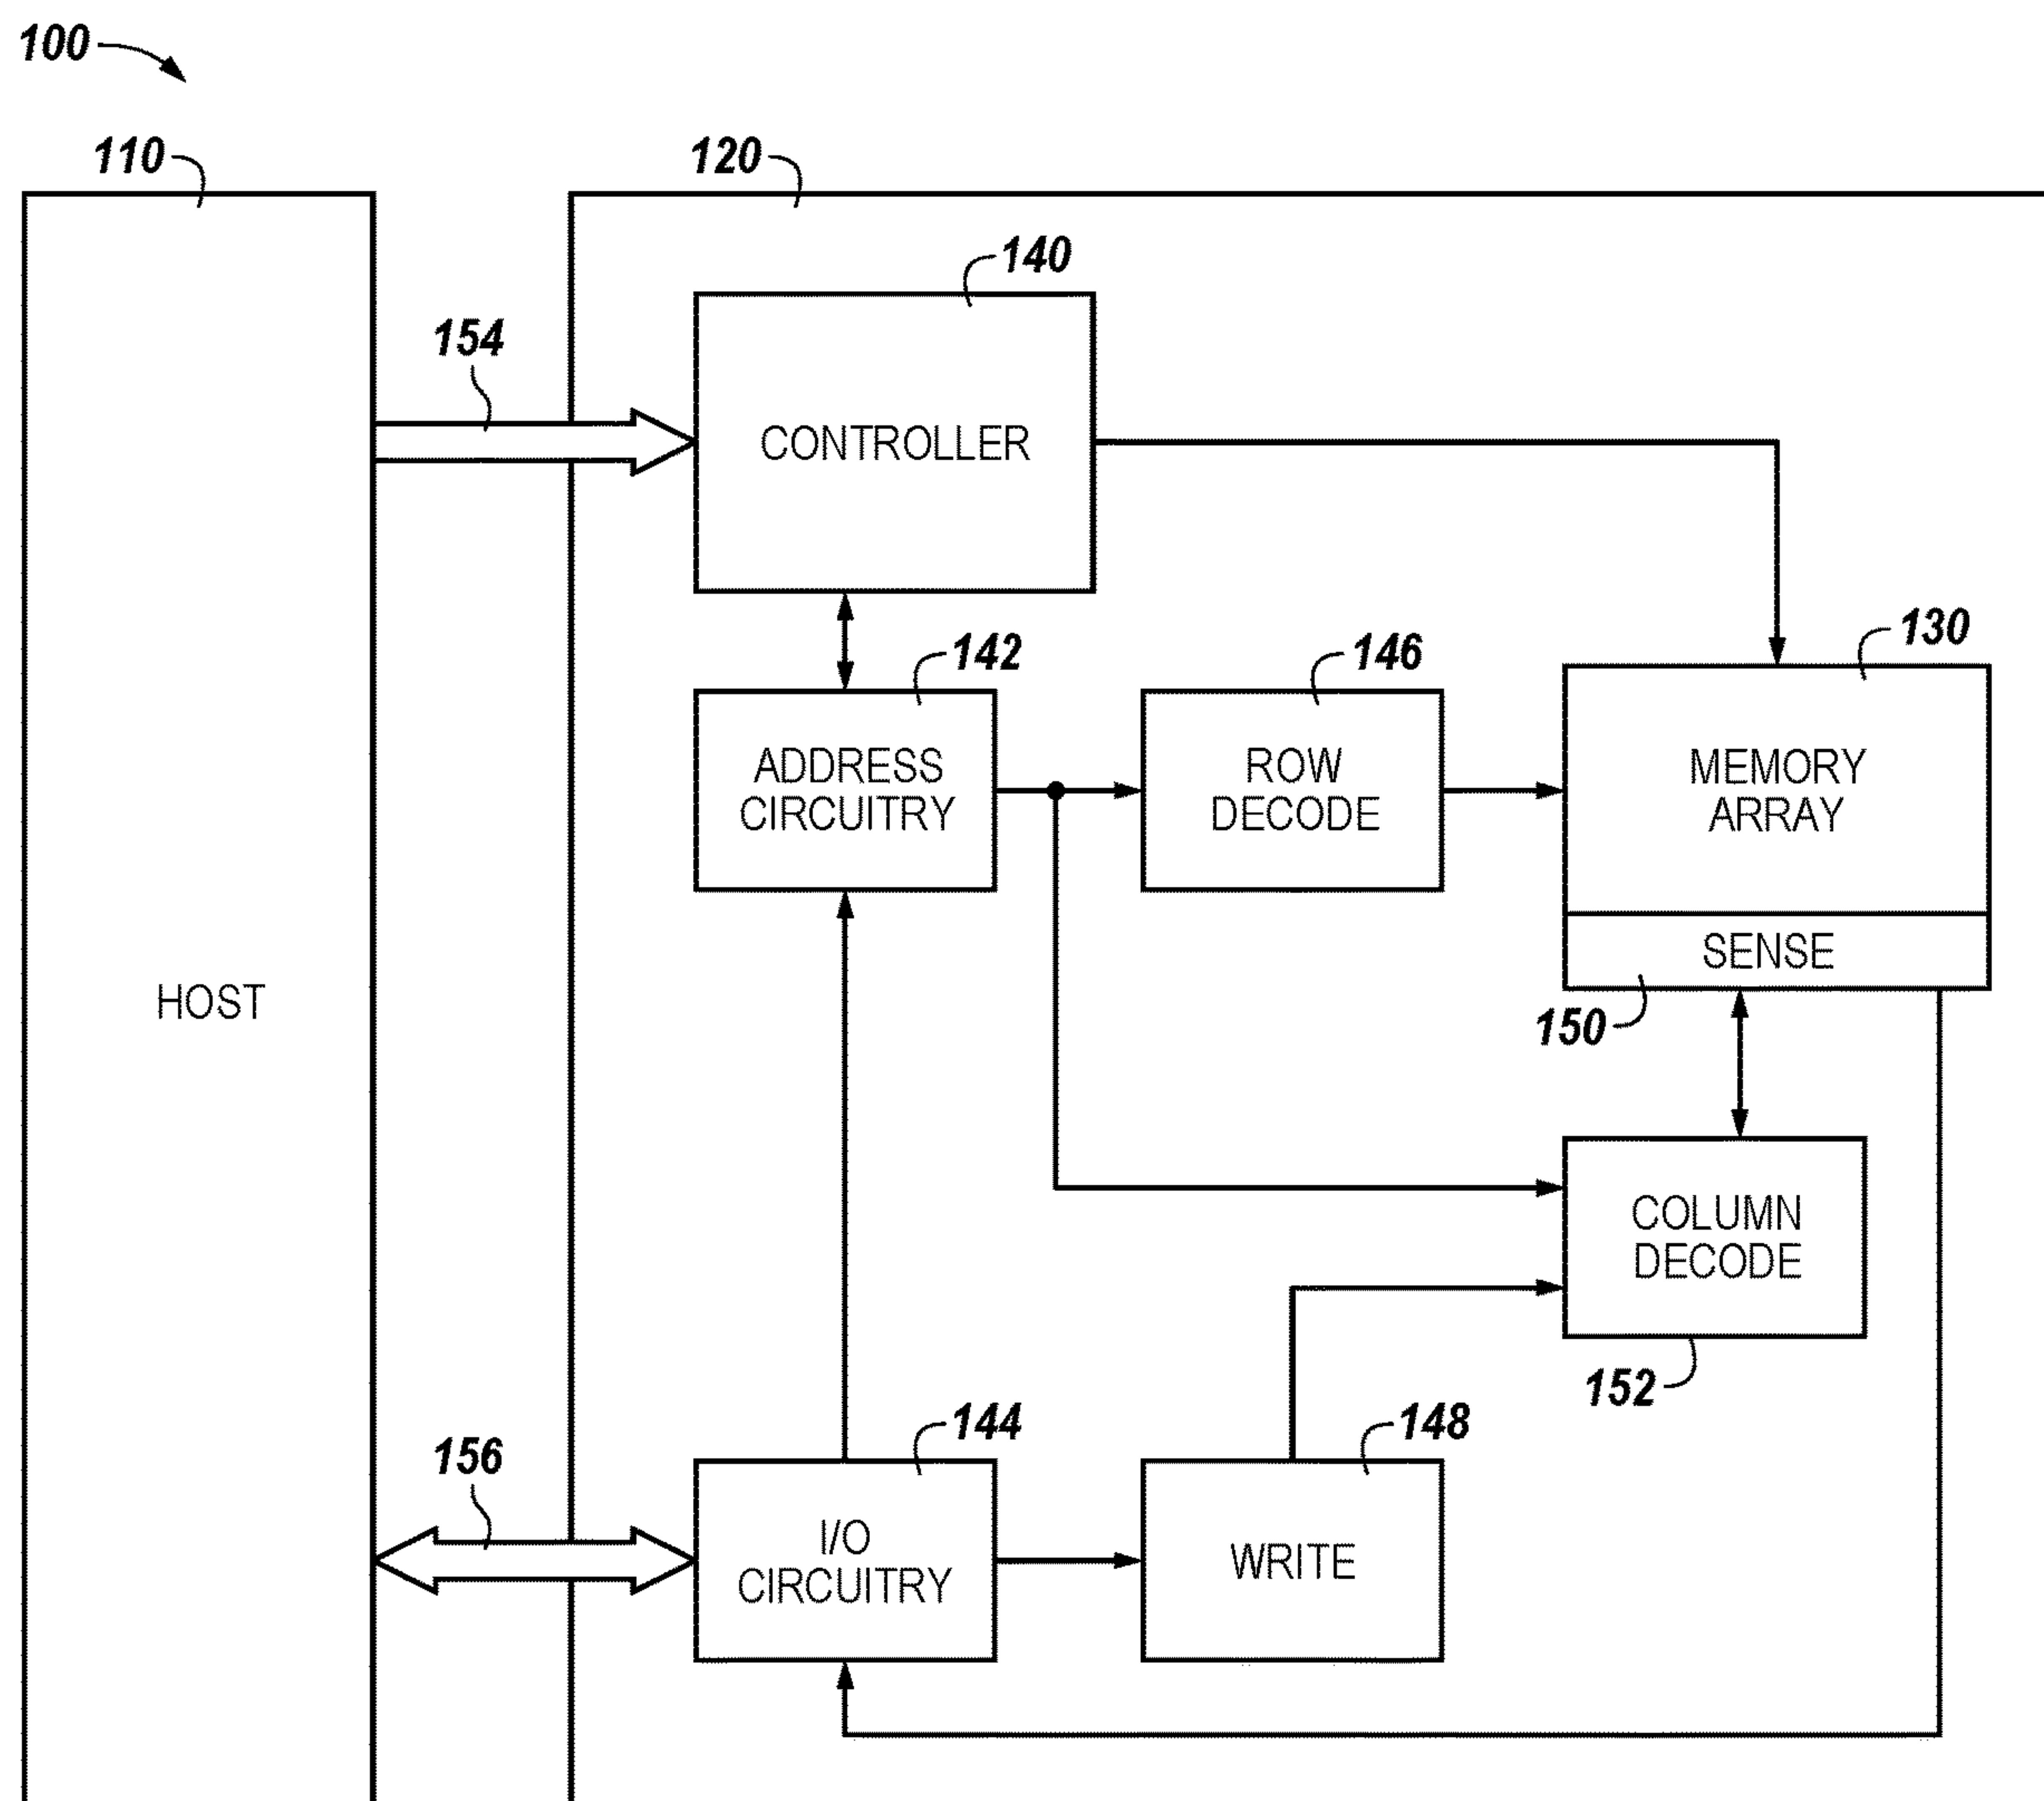 100
110
120
140
154
CONTROLLER
142
146
130
ADDRESS
CIRCUITRY
ROW
DECODE
MEMORY
ARRAY
SENSE
HOST
150
COLUMN
DECODE
152
144
148
156
I/O
CIRCUITRY
WRITE